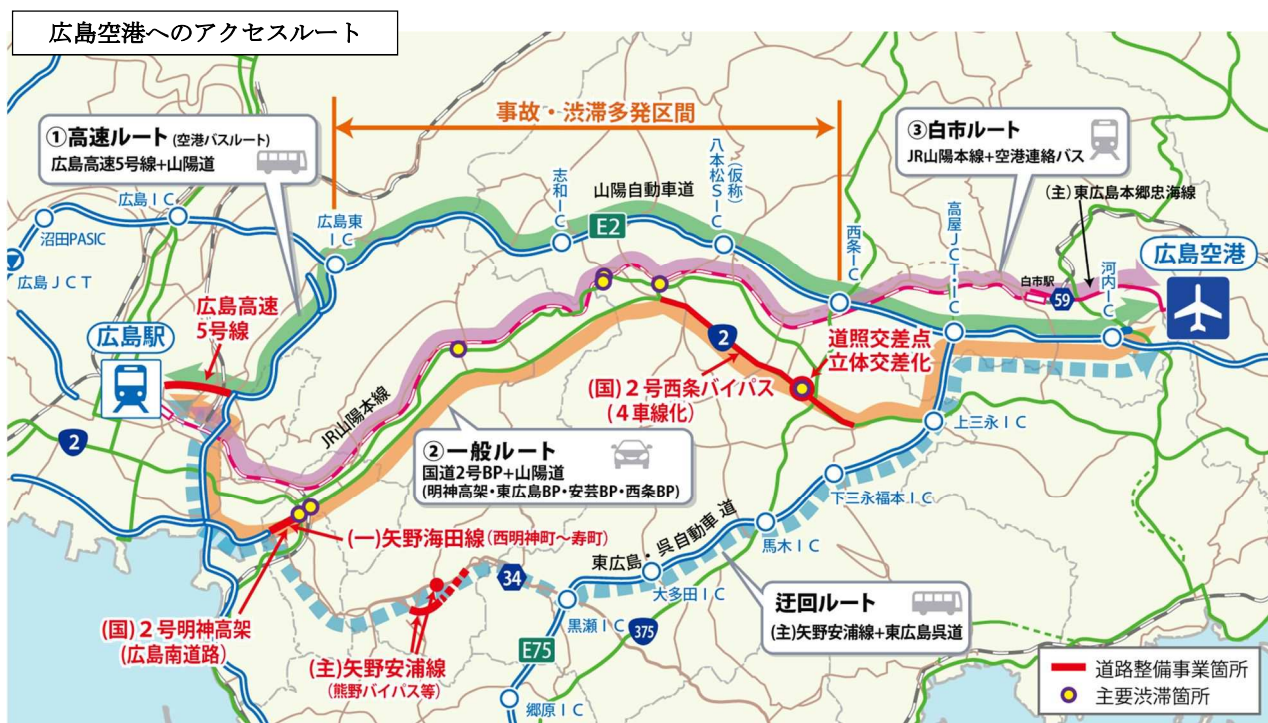 広島空港へのアクセスルート
事故・渋滞多発区間
①高速ルート(空港バスルート)
広島高速5号線+山陽道
③白市ルート
JR山陽本線+空港連絡バス
広島IC
沼田PASIC
広島JCT
広島東
IC
志和IC
山陽自動車道
E2
八本松SIC
(仮称)
西条IC
高屋JCT・IC
(主)東広島本郷忠海線
白市駅
59
河内IC
広島空港
広島高速
5号線
広島駅
2
JR山陽本線
2
(国)2号西条バイパス
(4車線化)
道照交差点
立体交差化
②一般ルート
国道2号BP+山陽道
(明神高架・東広島BP・安芸BP・西条BP)
上三永IC
下三永福本IC
馬木IC
東広島・呉自動車道
大多田IC
黒瀬IC
34
375
E75
郷原IC
(一)矢野海田線(西明神町〜寿町)
(国)2号明神高架
(広島南道路)
(主)矢野安浦線
(熊野バイパス等)
迂回ルート
(主)矢野安浦線+東広島呉道
道路整備事業箇所
主要渋滞箇所